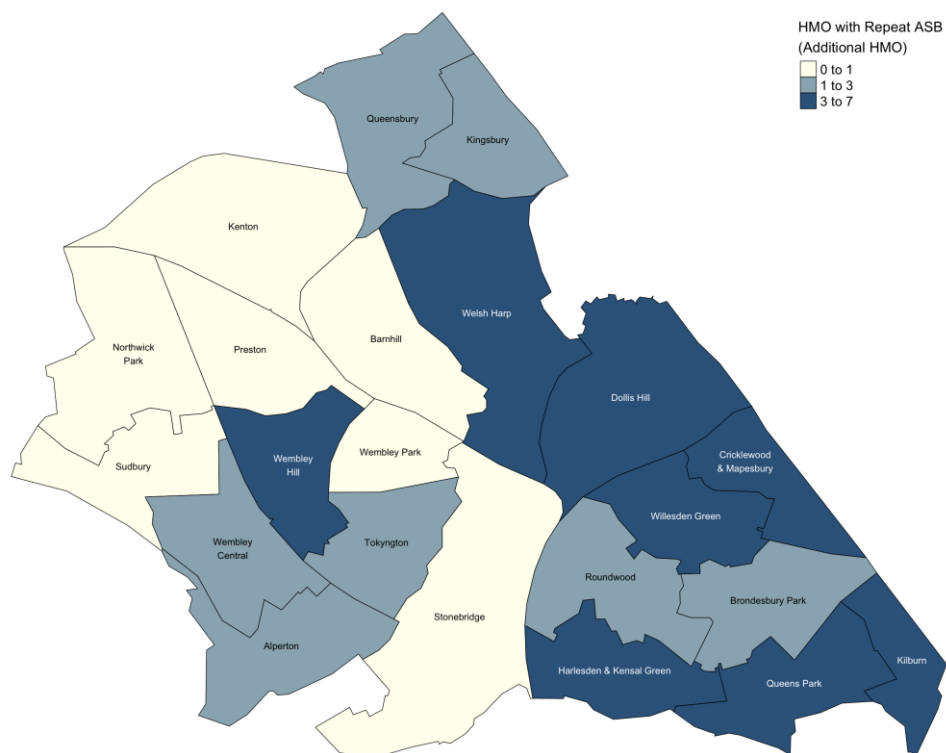 HMO with Repeat ASB
(Additional HMO)
0 to 1
1 to 3
3 to 7
Queensbury
Kingsbury
Kenton
Welsh Harp
Northwick
Park
Preston
Barnhill
Dollis Hill
Sudbury
Wembley
Hill
Wembley Park
Cricklewood
& Mapesbury
Willesden Green
Wembley
Central
Tokyngton
Roundwood
Brondesbury Park
Stonebridge
Alperton
Harlesden & Kensal Green
Queens Park
Kilburn